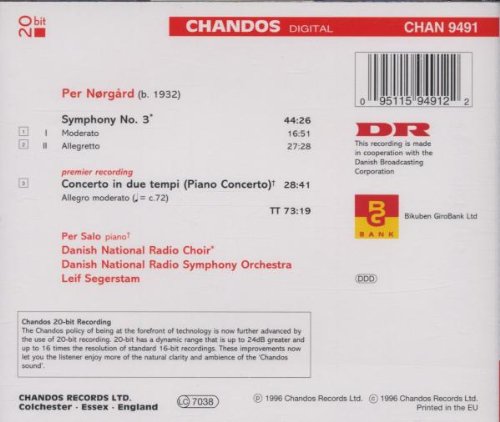 20 bit
CHANDOS DIGITAL CHAN 9491
Per Nørgård (b. 1932)
Symphony No. 3* 44:26
1 I Moderato 16:51
2 II Allegretto 27:28
premier recording
3 Concerto in due tempi (Piano Concerto)† 28:41
Allegro moderato (♩= c.72)
TT 73:19
Per Salo piano†
Danish National Radio Choir*
Danish National Radio Symphony Orchestra
Leif Segerstam
0 95115 94912 2
DR
This recording is made
in cooperation with the
Danish Broadcasting
Corporation
BG
BANK
Bikuben GiroBank Ltd
DDD
Chandos 20-bit Recording
The Chandos policy of being at the forefront of technology is now further advanced by
the use of 20-bit recording. 20-bit has a dynamic range that is up to 24dB greater and
up to 16 times the resolution of standard 16-bit recordings. These improvements now
let you the listener enjoy more of the natural clarity and ambience of the 'Chandos
sound'.
CHANDOS RECORDS LTD.
Colchester · Essex · England
LC 7038
℗ 1996 Chandos Records Ltd. © 1996 Chandos Records Ltd.
Printed in the EU